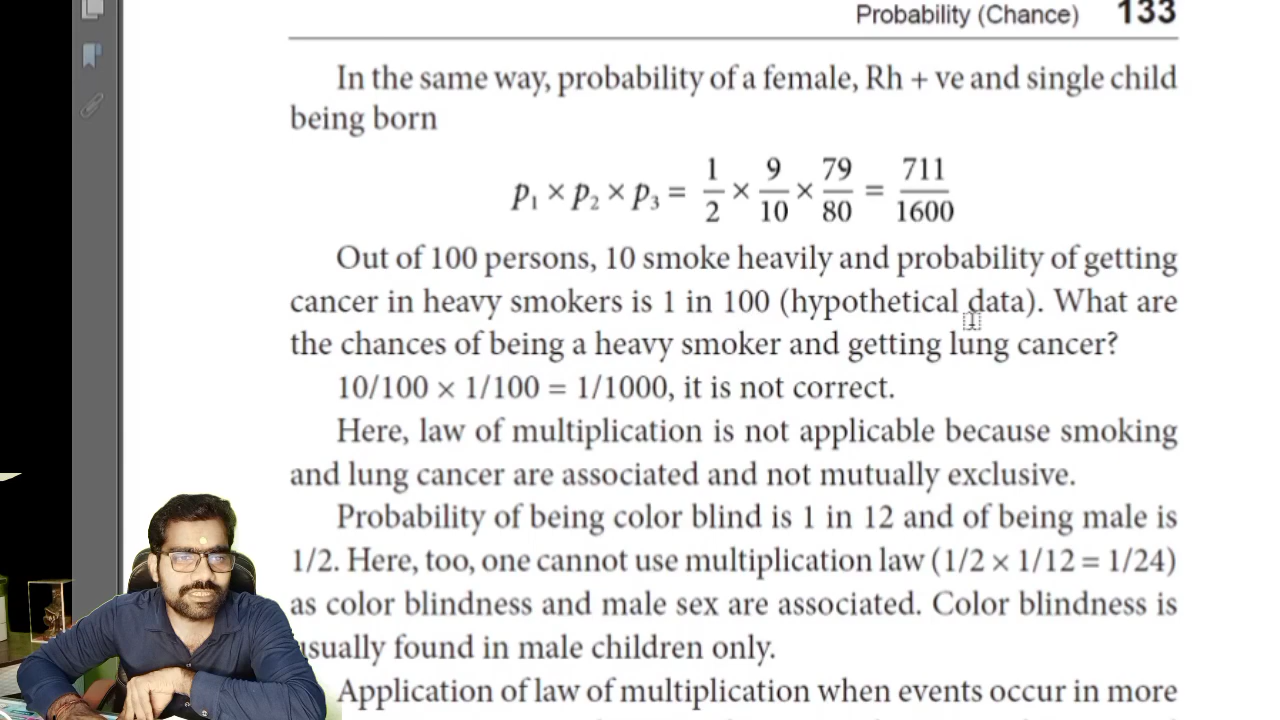 Probability (Chance) 133
In the same way, probability of a female, Rh + ve and single child
being born
p₁ × p₂ × p₃ = 1/2 × 9/10 × 79/80 = 711/1600
Out of 100 persons, 10 smoke heavily and probability of getting
cancer in heavy smokers is 1 in 100 (hypothetical data). What are
the chances of being a heavy smoker and getting lung cancer?
10/100 × 1/100 = 1/1000, it is not correct.
Here, law of multiplication is not applicable because smoking
and lung cancer are associated and not mutually exclusive.
Probability of being color blind is 1 in 12 and of being male is
1/2. Here, too, one cannot use multiplication law (1/2 × 1/12 = 1/24)
as color blindness and male sex are associated. Color blindness is
usually found in male children only.
Application of law of multiplication when events occur in more